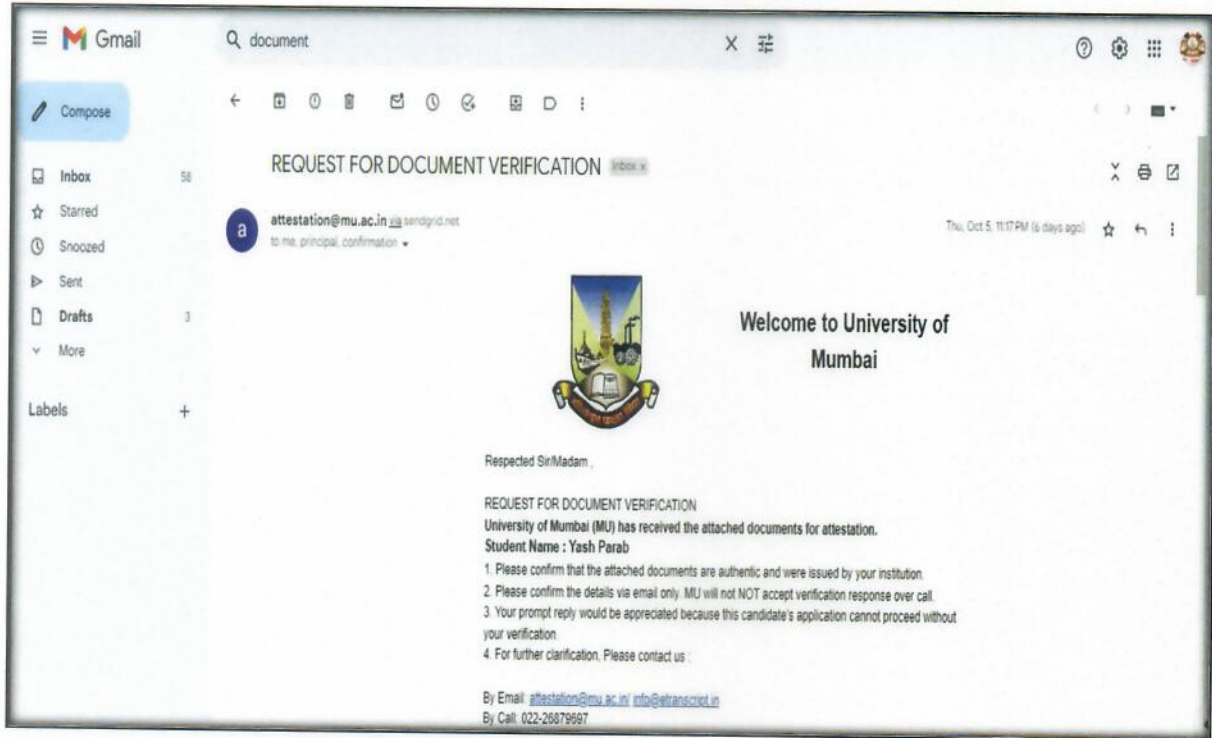 Gmail
document
Compose
Inbox 58
Starred
Snoozed
Sent
Drafts 3
More
Labels
REQUEST FOR DOCUMENT VERIFICATION Inbox x
a
attestation@mu.ac.in via sendgrid.net
Thu, Oct 5, 11:17 PM (6 days ago)
to me, principal, confirmation
Welcome to University of
Mumbai
Respected Sir/Madam ,
REQUEST FOR DOCUMENT VERIFICATION
University of Mumbai (MU) has received the attached documents for attestation.
Student Name : Yash Parab
1. Please confirm that the attached documents are authentic and were issued by your institution.
2. Please confirm the details via email only. MU will not NOT accept verification response over call.
3. Your prompt reply would be appreciated because this candidate's application cannot proceed without
your verification.
4. For further clarification, Please contact us :
By Email: attestation@mu.ac.in/ info@etranscript.in
By Call: 022-26879697